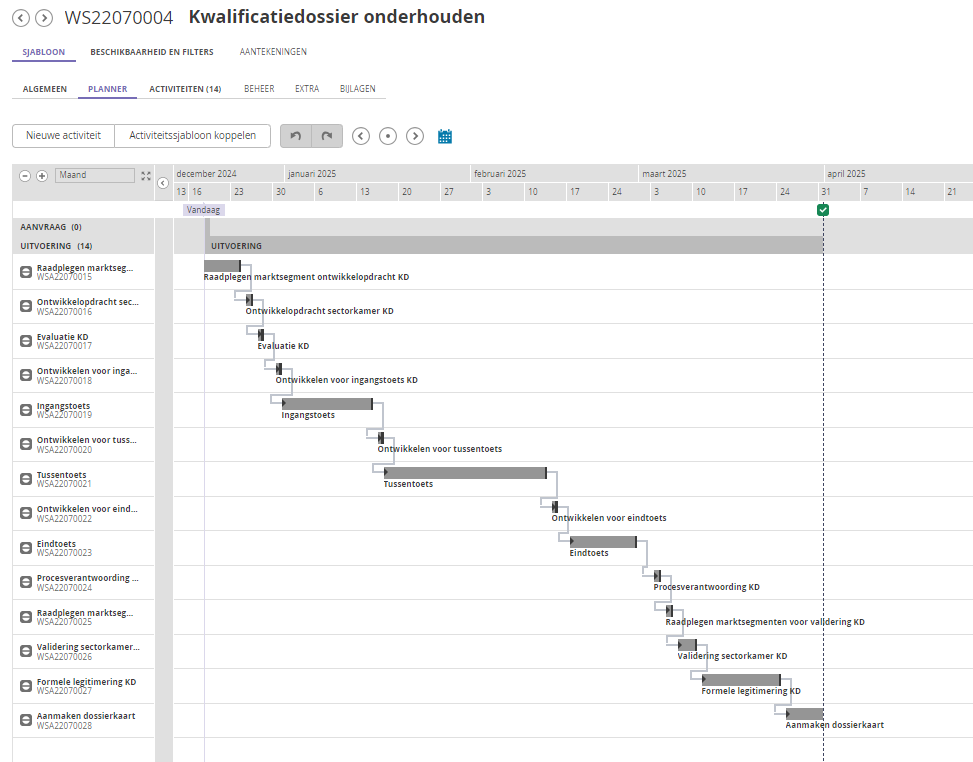 WS22070004 Kwalificatiedossier onderhouden
SJABLOON BESCHIKBAARHEID EN FILTERS AANTEKENINGEN
ALGEMEEN PLANNER ACTIVITEITEN (14) BEHEER EXTRA BIJLAGEN
Nieuwe activiteit Activiteitssjabloon koppelen
Maand december 2024 januari 2025 februari 2025 maart 2025 april 2025
13 16 23 30 6 13 20 27 3 10 17 24 3 10 17 24 31 7 14 21
Vandaag
AANVRAAG (0)
UITVOERING (14) UITVOERING
Raadplegen marktseg...
WSA22070015 Raadplegen marktsegment ontwikkelopdracht KD
Ontwikkelopdracht sec...
WSA22070016 Ontwikkelopdracht sectorkamer KD
Evaluatie KD
WSA22070017 Evaluatie KD
Ontwikkelen voor inga...
WSA22070018 Ontwikkelen voor ingangstoets KD
Ingangstoets
WSA22070019 Ingangstoets
Ontwikkelen voor tuss...
WSA22070020 Ontwikkelen voor tussentoets
Tussentoets
WSA22070021 Tussentoets
Ontwikkelen voor eind...
WSA22070022 Ontwikkelen voor eindtoets
Eindtoets
WSA22070023 Eindtoets
Procesverantwoording ...
WSA22070024 Procesverantwoording KD
Raadplegen marktseg...
WSA22070025 Raadplegen marktsegmenten voor validering KD
Validering sectorkamer...
WSA22070026 Validering sectorkamer KD
Formele legitimering KD
WSA22070027 Formele legitimering KD
Aanmaken dossierkaart
WSA22070028 Aanmaken dossierkaart